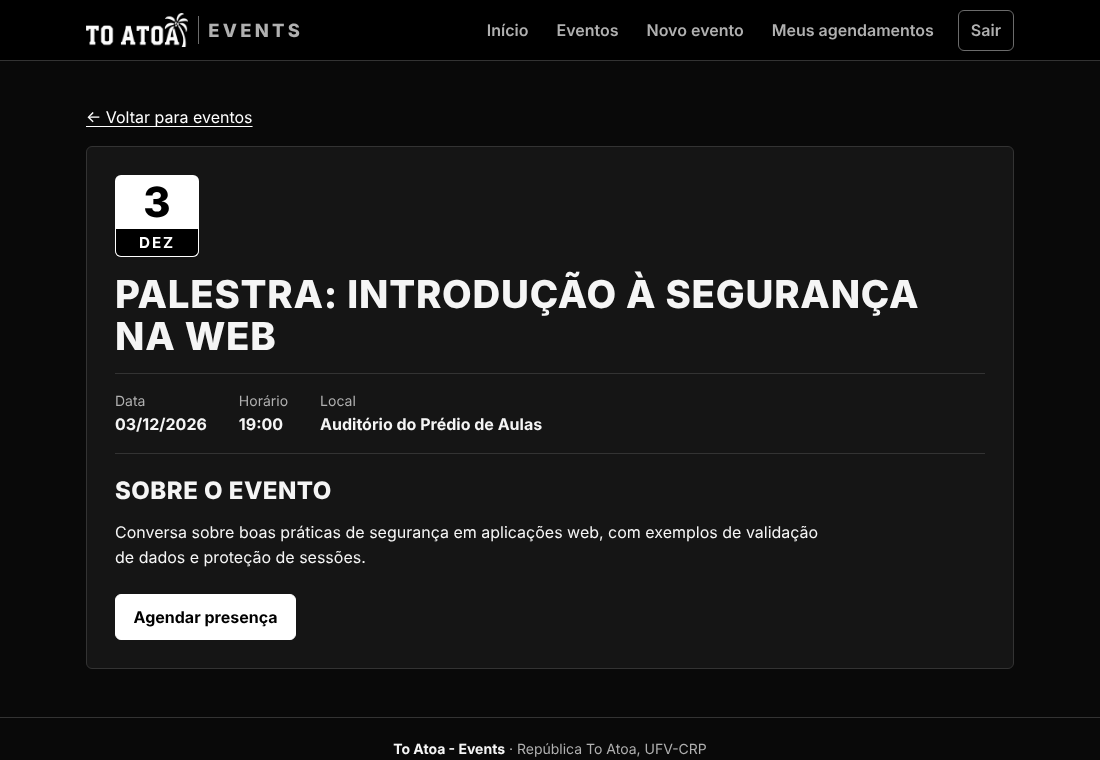 TO ATOA EVENTS
Início Eventos Novo evento Meus agendamentos Sair
← Voltar para eventos
3
DEZ
PALESTRA: INTRODUÇÃO À SEGURANÇA
NA WEB
Data Horário Local
03/12/2026 19:00 Auditório do Prédio de Aulas
SOBRE O EVENTO
Conversa sobre boas práticas de segurança em aplicações web, com exemplos de validação
de dados e proteção de sessões.
Agendar presença
To Atoa - Events · República To Atoa, UFV-CRP